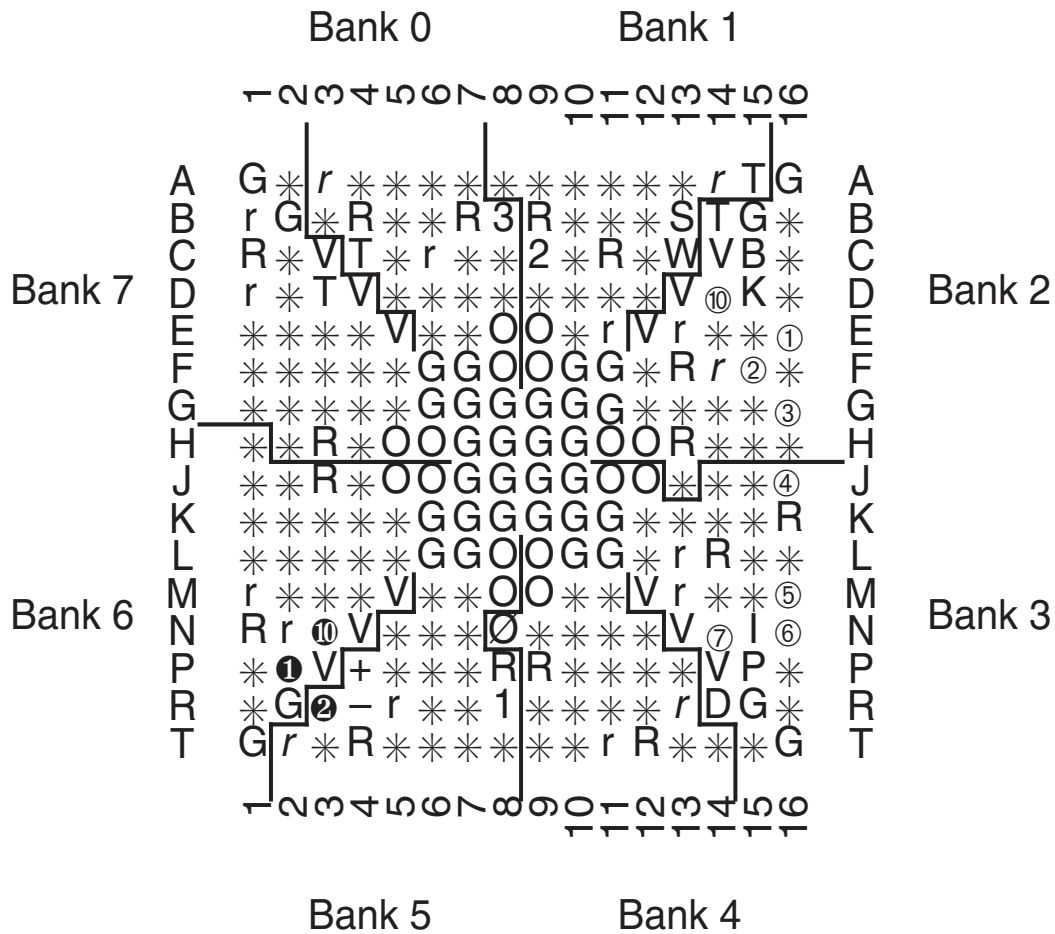 Bank 0 Bank 1
1 2 3 4 5 6 7 8 9 10 11 12 13 14 15 16
A G * r * * * * * * * * * * r T G A
B r G * R * * R 3 R * * * S T G * B
C R * V T * r * * 2 * R * W V B * C
Bank 7 D r * T V * * * * * * * * V ⑩ K * D Bank 2
E * * * * V * * O O * r V r * * ① E
F * * * * * G G O O G G * R r ② * F
G * * * * * G G G G G G * * * * ③ G
H * * R * O O G G G G O O R * * * H
J * * R * O O G G G G O O * * * ④ J
K * * * * * G G G G G G * * * * R K
L * * * * * G G O O G G * r R * * L
M r * * * V * * O O * * V r * * ⑤ M
Bank 6 N R r ❿ V * * * Ø * * * * V ⑦ I ⑥ N Bank 3
P * ❶ V + * * * R R * * * * V P * P
R * G ❷ – r * * 1 * * * * r D G * R
T G r * R * * * * * * r R * * * G T
1 2 3 4 5 6 7 8 9 10 11 12 13 14 15 16
Bank 5 Bank 4